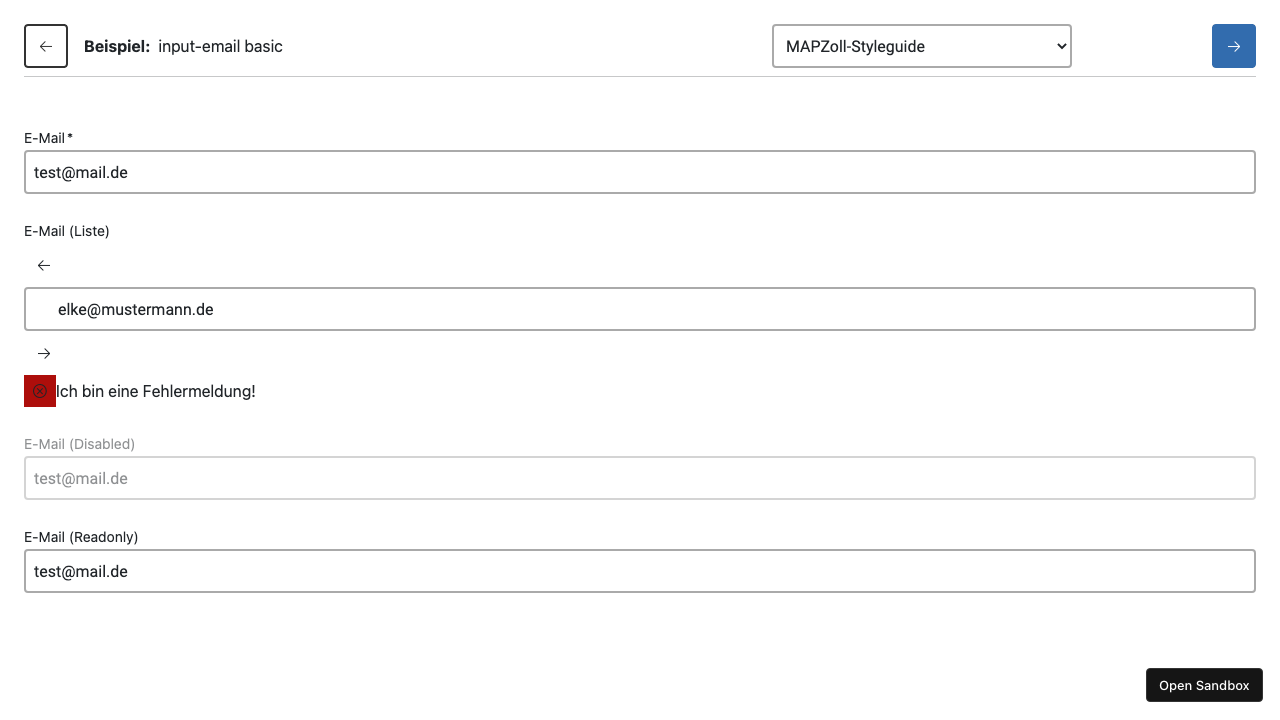 Beispiel: input-email basic
MAPZoll-Styleguide
E-Mail*
test@mail.de
E-Mail (Liste)
elke@mustermann.de
Ich bin eine Fehlermeldung!
E-Mail (Disabled)
test@mail.de
E-Mail (Readonly)
test@mail.de
Open Sandbox